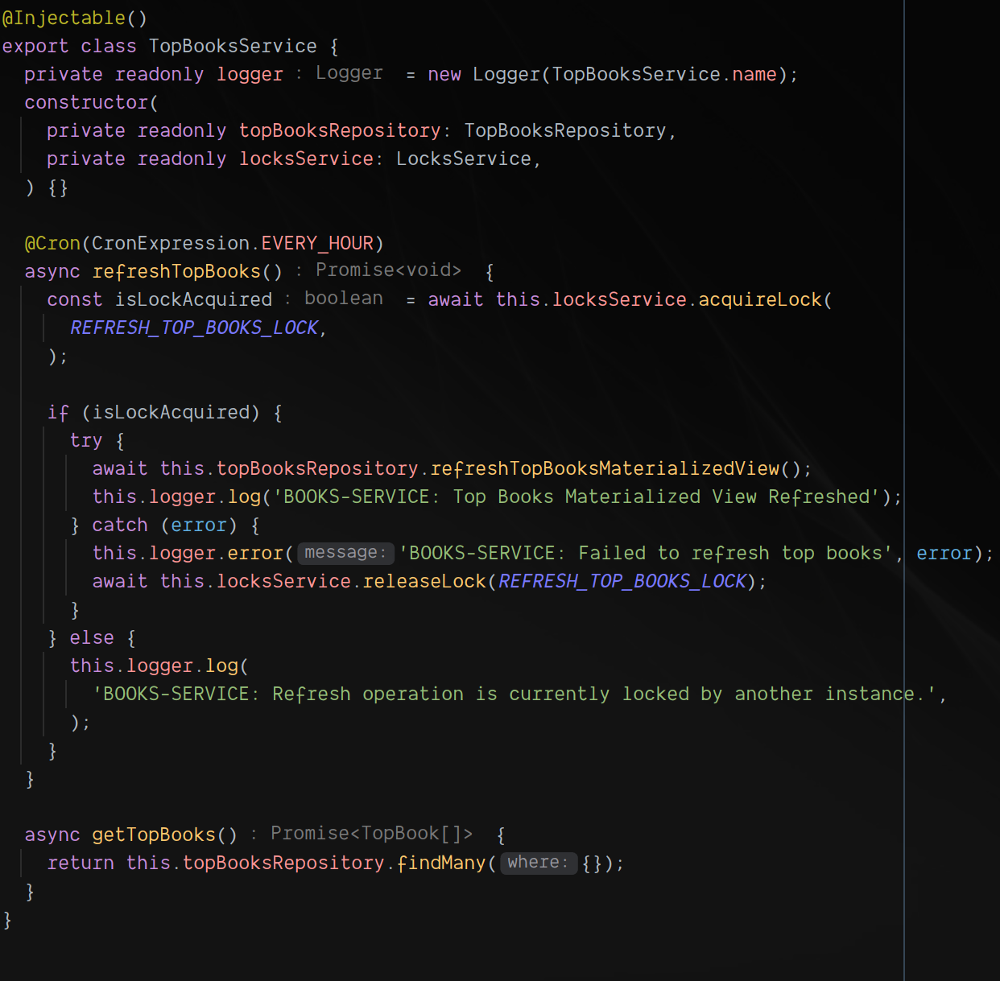 @Injectable()
export class TopBooksService {
private readonly logger : Logger = new Logger(TopBooksService.name);
constructor(
private readonly topBooksRepository: TopBooksRepository,
private readonly locksService: LocksService,
) {}
@Cron(CronExpression.EVERY_HOUR)
async refreshTopBooks() : Promise<void> {
const isLockAcquired : boolean = await this.locksService.acquireLock(
REFRESH_TOP_BOOKS_LOCK,
);
if (isLockAcquired) {
try {
await this.topBooksRepository.refreshTopBooksMaterializedView();
this.logger.log('BOOKS-SERVICE: Top Books Materialized View Refreshed');
} catch (error) {
this.logger.error( message: 'BOOKS-SERVICE: Failed to refresh top books', error);
await this.locksService.releaseLock(REFRESH_TOP_BOOKS_LOCK);
}
} else {
this.logger.log(
'BOOKS-SERVICE: Refresh operation is currently locked by another instance.',
);
}
}
async getTopBooks() : Promise<TopBook[]> {
return this.topBooksRepository.findMany( where: {});
}
}